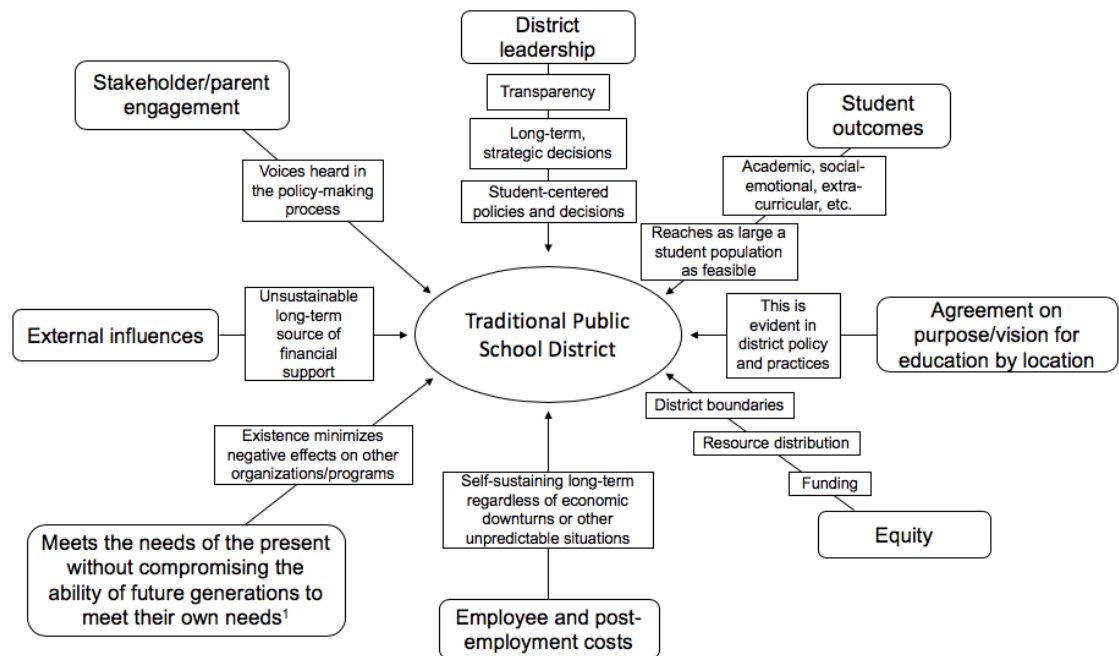 District
leadership
Transparency
Long-term,
strategic decisions
Student-centered
policies and decisions
Stakeholder/parent
engagement
Voices heard in
the policy-making
process
Student
outcomes
Academic, social-
emotional, extra-
curricular, etc.
Reaches as large a
student population
as feasible
External influences
Unsustainable
long-term
source of
financial
support
Traditional Public
School District
This is
evident in
district policy
and practices
Agreement on
purpose/vision for
education by location
District boundaries
Resource distribution
Funding
Equity
Existence minimizes
negative effects on other
organizations/programs
Meets the needs of the present
without compromising the
ability of future generations to
meet their own needs¹
Self-sustaining long-term
regardless of economic
downturns or other
unpredictable situations
Employee and post-
employment costs